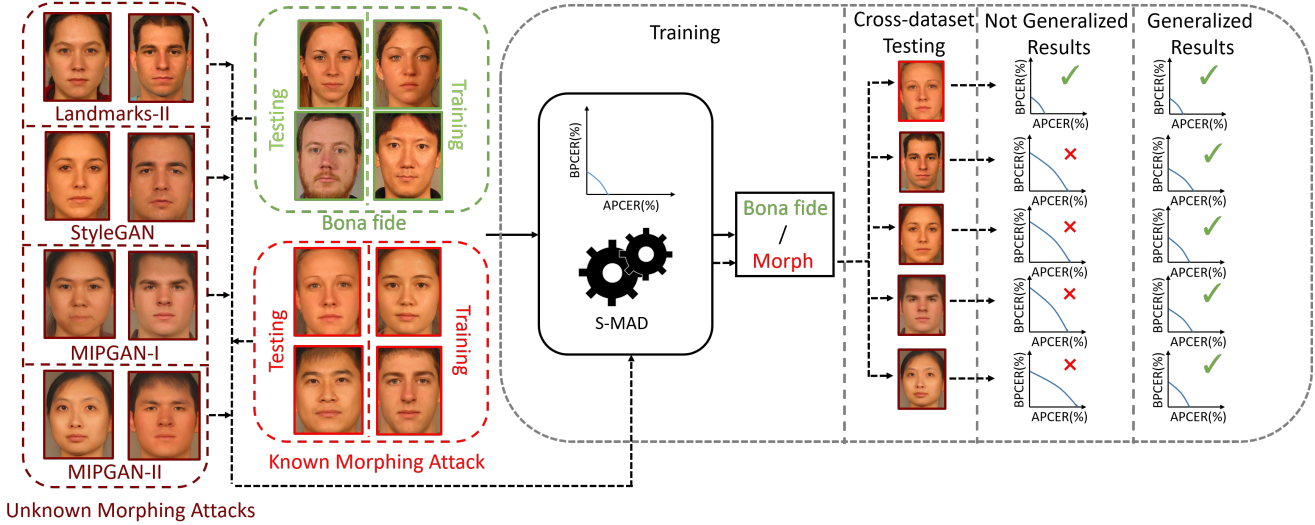 Landmarks-II
StyleGAN
MIPGAN-I
MIPGAN-II
Unknown Morphing Attacks
Testing
Training
Bona fide
Testing
Training
Known Morphing Attack
Training
BPCER(%)
APCER(%)
S-MAD
Bona fide
/
Morph
Cross-dataset
Testing
Not Generalized
Results
BPCER(%)
APCER(%)
BPCER(%)
APCER(%)
BPCER(%)
APCER(%)
BPCER(%)
APCER(%)
BPCER(%)
APCER(%)
Generalized
Results
BPCER(%)
APCER(%)
BPCER(%)
APCER(%)
BPCER(%)
APCER(%)
BPCER(%)
APCER(%)
BPCER(%)
APCER(%)